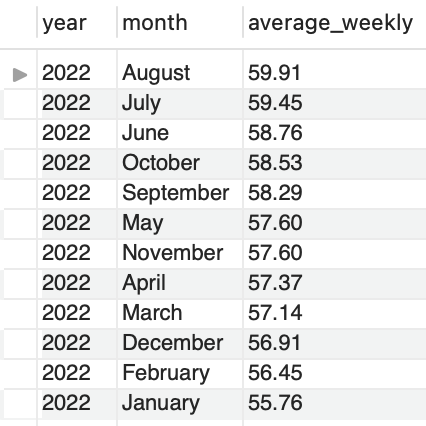 year month average_weekly
2022 August 59.91
2022 July 59.45
2022 June 58.76
2022 October 58.53
2022 September 58.29
2022 May 57.60
2022 November 57.60
2022 April 57.37
2022 March 57.14
2022 December 56.91
2022 February 56.45
2022 January 55.76